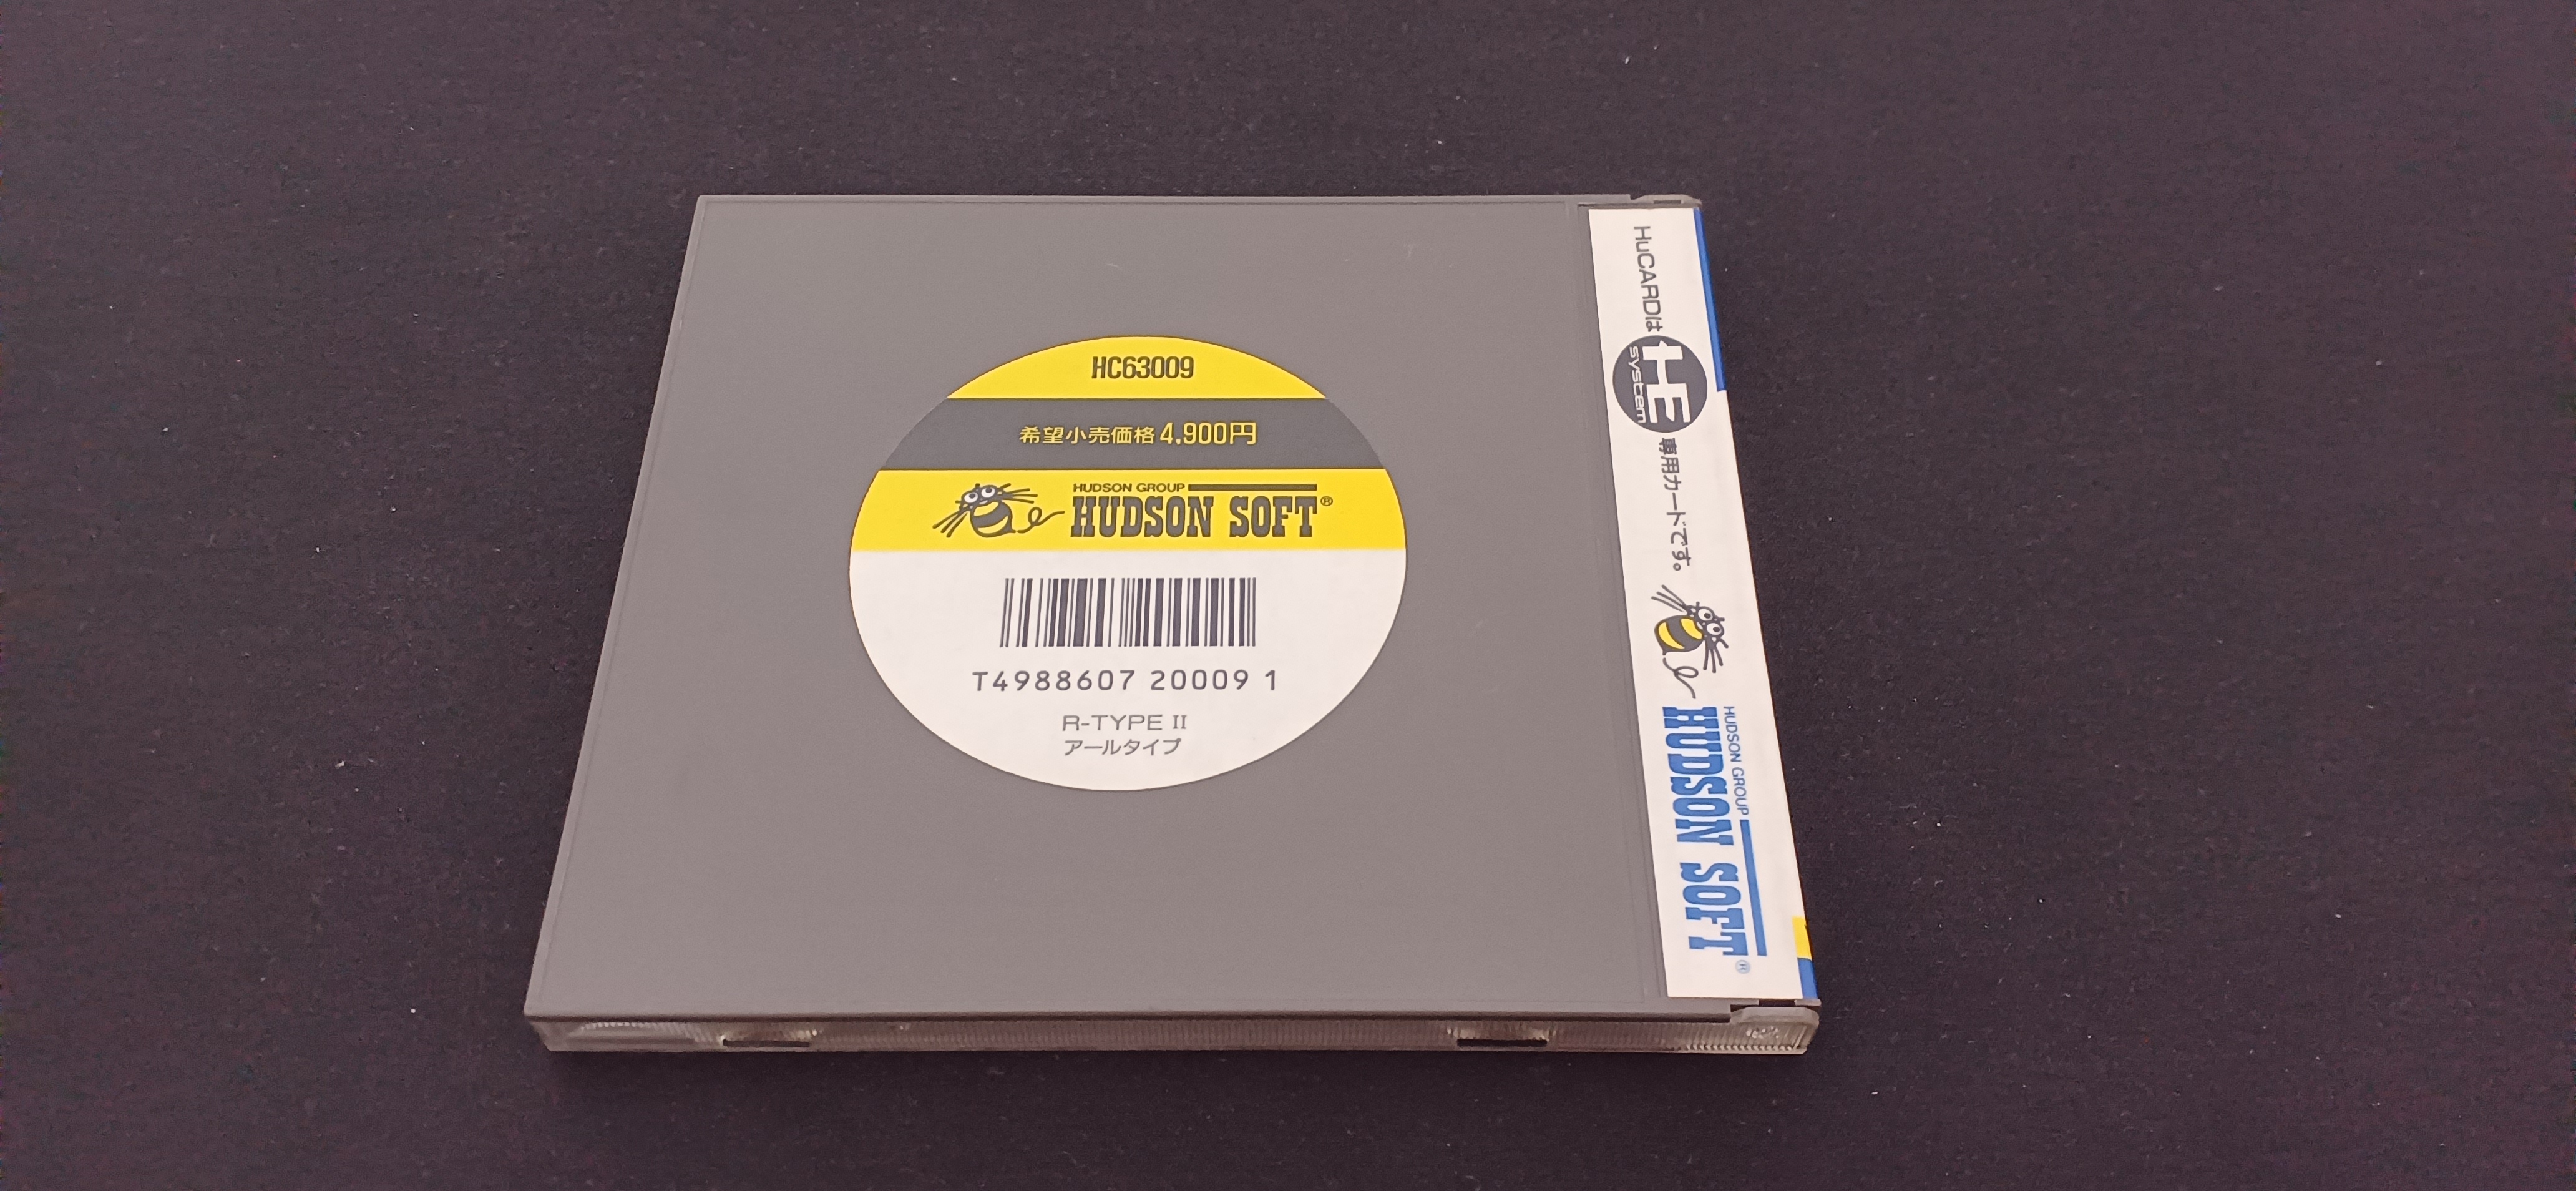 HC63009
希望小売価格4,900円
HUDSON GROUP
HUDSON SOFT®
T4988607 20009 1
R-TYPE II
アールタイプ
HuCARDは HE system 専用カードです。
HUDSON GROUP
HUDSON SOFT®